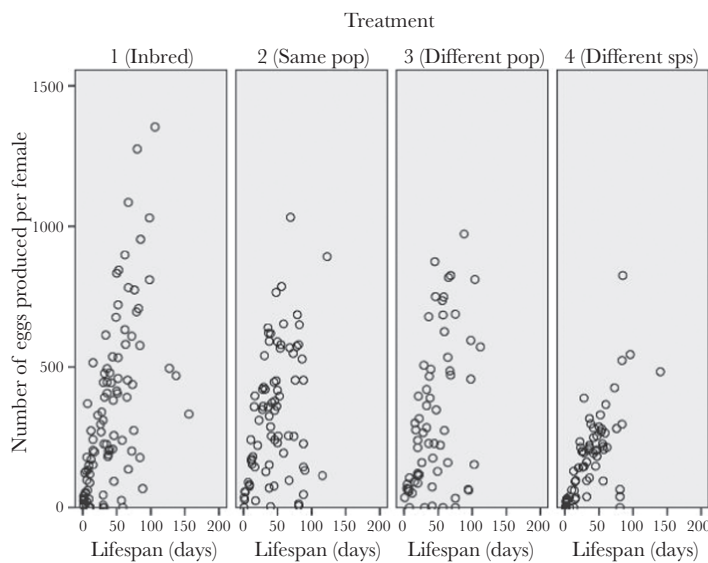 Treatment
1 (Inbred) 2 (Same pop) 3 (Different pop) 4 (Different sps)
Number of eggs produced per female
1500
1000
500
0
0 50 100 150 200 0 50 100 150 200 0 50 100 150 200 0 50 100 150 200
Lifespan (days) Lifespan (days) Lifespan (days) Lifespan (days)